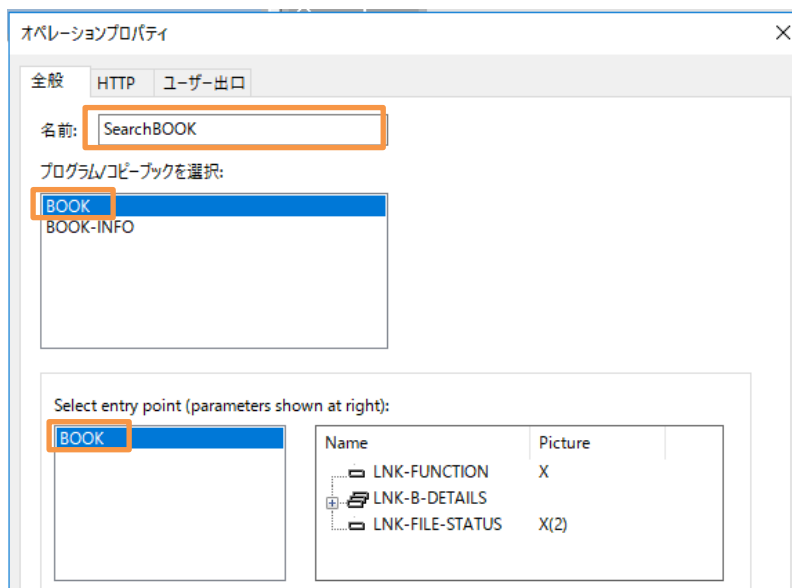 オペレーションプロパティ
全般 HTTP ユーザー出口
名前: SearchBOOK
プログラム/コピーブックを選択:
BOOK
BOOK-INFO
Select entry point (parameters shown at right):
BOOK
Name Picture
LNK-FUNCTION X
LNK-B-DETAILS
LNK-FILE-STATUS X(2)